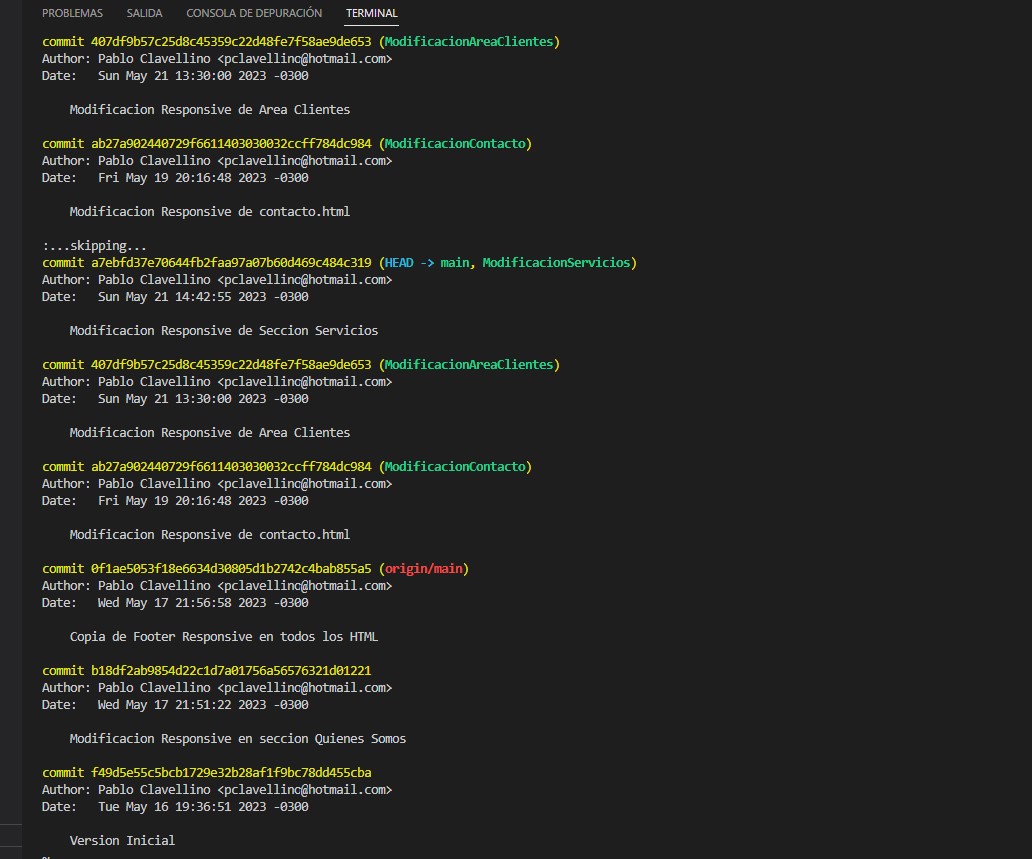 PROBLEMAS SALIDA CONSOLA DE DEPURACIÓN TERMINAL
commit 407df9b57c25d8c45359c22d48fe7f58ae9de653 (ModificacionAreaClientes)
Author: Pablo Clavellino <pclavellino@hotmail.com>
Date:   Sun May 21 13:30:00 2023 -0300
Modificacion Responsive de Area Clientes
commit ab27a902440729f6611403030032ccff784dc984 (ModificacionContacto)
Author: Pablo Clavellino <pclavellino@hotmail.com>
Date:   Fri May 19 20:16:48 2023 -0300
Modificacion Responsive de contacto.html
:...skipping...
commit a7ebfd37e70644fb2faa97a07b60d469c484c319 (HEAD -> main, ModificacionServicios)
Author: Pablo Clavellino <pclavellino@hotmail.com>
Date:   Sun May 21 14:42:55 2023 -0300
Modificacion Responsive de Seccion Servicios
commit 407df9b57c25d8c45359c22d48fe7f58ae9de653 (ModificacionAreaClientes)
Author: Pablo Clavellino <pclavellino@hotmail.com>
Date:   Sun May 21 13:30:00 2023 -0300
Modificacion Responsive de Area Clientes
commit ab27a902440729f6611403030032ccff784dc984 (ModificacionContacto)
Author: Pablo Clavellino <pclavellino@hotmail.com>
Date:   Fri May 19 20:16:48 2023 -0300
Modificacion Responsive de contacto.html
commit 0f1ae5053f18e6634d30805d1b2742c4bab855a5 (origin/main)
Author: Pablo Clavellino <pclavellino@hotmail.com>
Date:   Wed May 17 21:56:58 2023 -0300
Copia de Footer Responsive en todos los HTML
commit b18df2ab9854d22c1d7a01756a56576321d01221
Author: Pablo Clavellino <pclavellino@hotmail.com>
Date:   Wed May 17 21:51:22 2023 -0300
Modificacion Responsive en seccion Quienes Somos
commit f49d5e55c5bcb1729e32b28af1f9bc78dd455cba
Author: Pablo Clavellino <pclavellino@hotmail.com>
Date:   Tue May 16 19:36:51 2023 -0300
Version Inicial